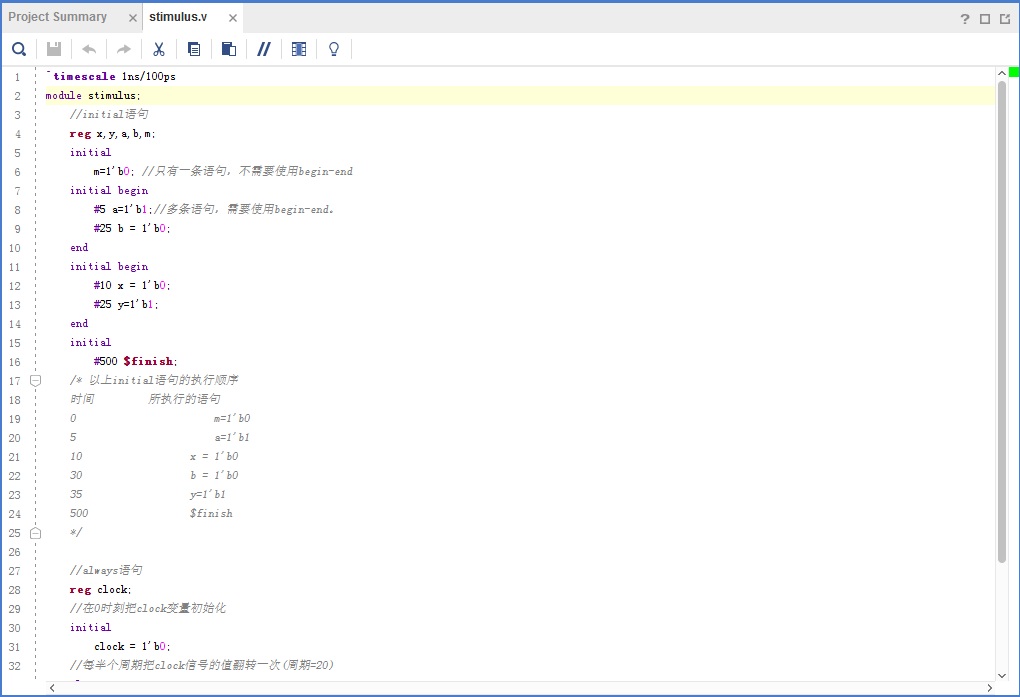 Project Summary × stimulus.v ×
? 
1 `timescale 1ns/100ps
2 module stimulus;
3 //initial语句
4 reg x,y,a,b,m;
5 initial
6 m=1'b0; //只有一条语句，不需要使用begin-end
7 initial begin
8 #5 a=1'b1;//多条语句，需要使用begin-end。
9 #25 b = 1'b0;
10 end
11 initial begin
12 #10 x = 1'b0;
13 #25 y=1'b1;
14 end
15 initial
16 #500 $finish;
17 /* 以上initial语句的执行顺序
18 时间 所执行的语句
19 0 m=1'b0
20 5 a=1'b1
21 10 x = 1'b0
22 30 b = 1'b0
23 35 y=1'b1
24 500 $finish
25 */
26
27 //always语句
28 reg clock;
29 //在0时刻把clock变量初始化
30 initial
31 clock = 1'b0;
32 //每半个周期把clock信号的值翻转一次(周期=20)